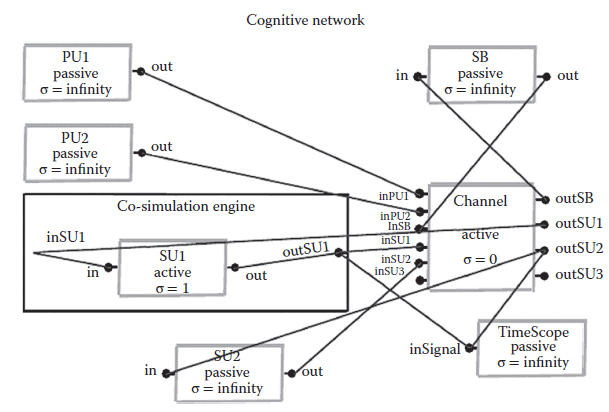 Cognitive network
PU1
passive
σ = infinity
out
SB
passive
σ = infinity
in
out
PU2
passive
σ = infinity
out
Co-simulation engine
inSU1
SU1
active
σ = 1
in
out
outSU1
inPU1
inPU2
InSB
inSU1
inSU2
inSU3
Channel
active
σ = 0
outSB
outSU1
outSU2
outSU3
SU2
passive
σ = infinity
in
out
inSignal
TimeScope
passive
σ = infinity